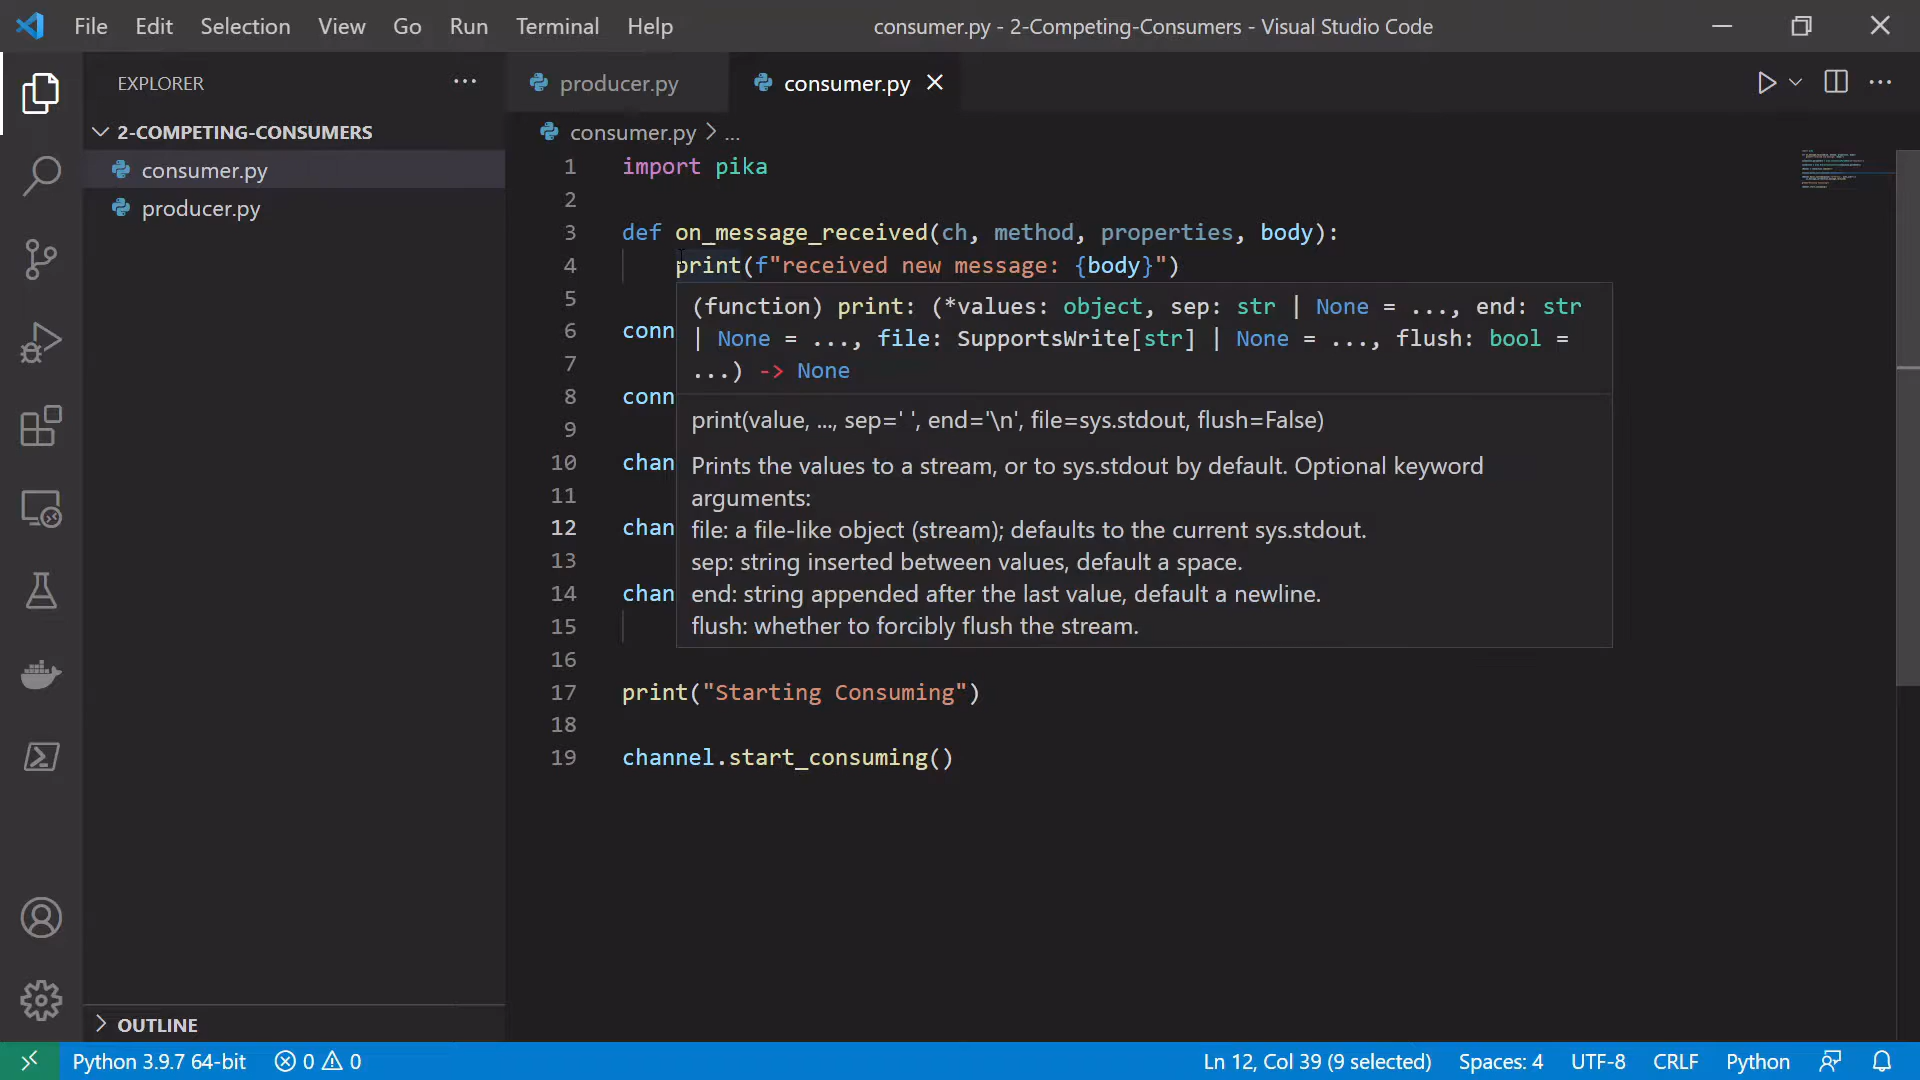 File Edit Selection View Go Run Terminal Help
consumer.py - 2-Competing-Consumers - Visual Studio Code
EXPLORER
2-COMPETING-CONSUMERS
consumer.py
producer.py
OUTLINE
producer.py
consumer.py
consumer.py > ...
1 import pika
2
3 def on_message_received(ch, method, properties, body):
4 print(f"received new message: {body}")
5
6 conn
7
8 conn
9
10 chan
11
12 chan
13
14 chan
15
16
17 print("Starting Consuming")
18
19 channel.start_consuming()
(function) print: (*values: object, sep: str | None = ..., end: str
| None = ..., file: SupportsWrite[str] | None = ..., flush: bool =
...) -> None
print(value, ..., sep=' ', end='\n', file=sys.stdout, flush=False)
Prints the values to a stream, or to sys.stdout by default. Optional keyword
arguments:
file: a file-like object (stream); defaults to the current sys.stdout.
sep: string inserted between values, default a space.
end: string appended after the last value, default a newline.
flush: whether to forcibly flush the stream.
Python 3.9.7 64-bit 0 0 Ln 12, Col 39 (9 selected) Spaces: 4 UTF-8 CRLF Python